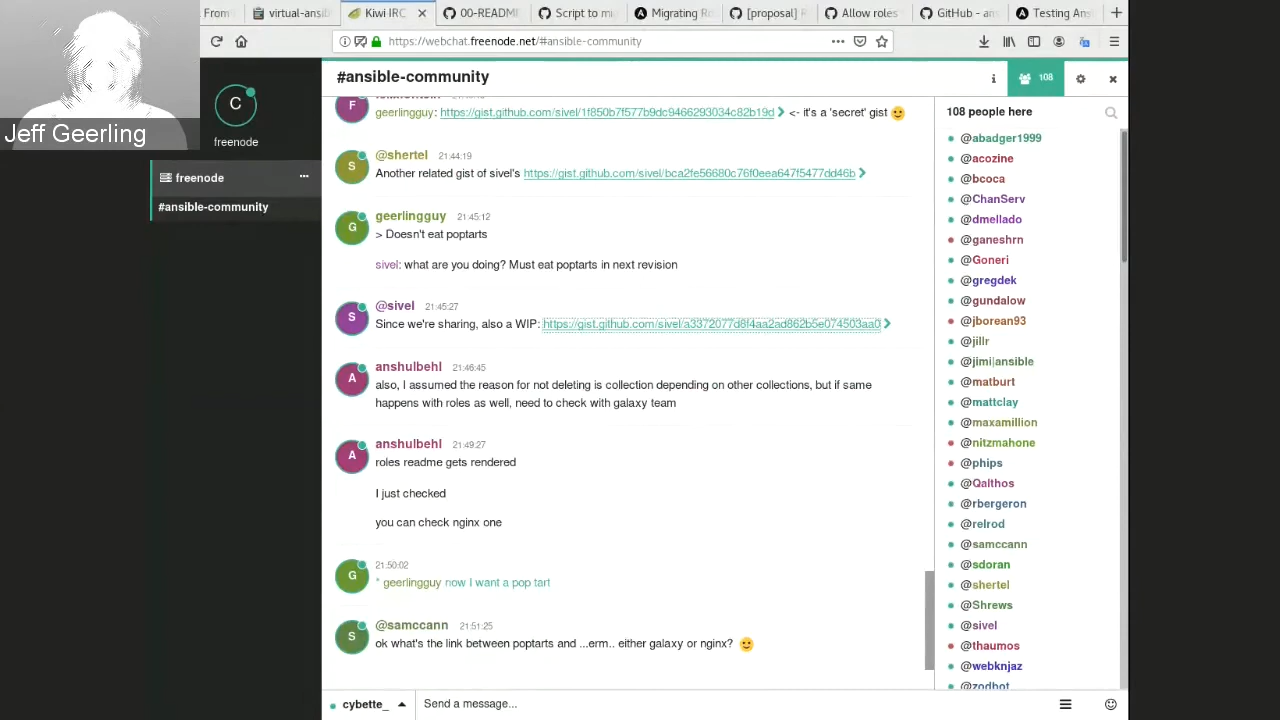 From
virtual-ansi
Kiwi IRC
00-README
Script to mi
Migrating Ro
[proposal] R
Allow roles
GitHub - ans
Testing Ans
https://webchat.freenode.net/#ansible-community
Jeff Geerling
C
freenode
freenode
#ansible-community
#ansible-community
108
F
geerlingguy: https://gist.github.com/sivel/1f850b7f577b9dc9466293034c82b19d <- it's a 'secret' gist
S
@shertel 21:44:19
Another related gist of sivel's https://gist.github.com/sivel/bca2fe56680c76f0eea647f5477dd46b
G
geerlingguy 21:45:12
> Doesn't eat poptarts
sivel: what are you doing? Must eat poptarts in next revision
S
@sivel 21:45:27
Since we're sharing, also a WIP: https://gist.github.com/sivel/a3372077d8f4aa2ad862b5e074503aa0
A
anshulbehl 21:46:45
also, I assumed the reason for not deleting is collection depending on other collections, but if same
happens with roles as well, need to check with galaxy team
A
anshulbehl 21:49:27
roles readme gets rendered
I just checked
you can check nginx one
G
21:50:02
* geerlingguy now I want a pop tart
S
@samccann 21:51:25
ok what's the link between poptarts and ...erm.. either galaxy or nginx?
cybette_
Send a message...
108 people here
@abadger1999
@acozine
@bcoca
@ChanServ
@dmellado
@ganeshrn
@Goneri
@gregdek
@gundalow
@jborean93
@jillr
@jimi|ansible
@matburt
@mattclay
@maxamillion
@nitzmahone
@phips
@Qalthos
@rbergeron
@relrod
@samccann
@sdoran
@shertel
@Shrews
@sivel
@thaumos
@webknjaz
@zodbot